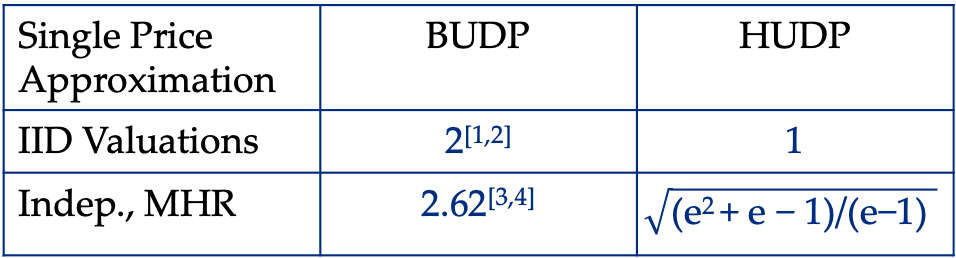 Single Price Approximation BUDP HUDP
IID Valuations 2[1,2] 1
Indep., MHR 2.62[3,4] √(e²+ e − 1)/(e–1)